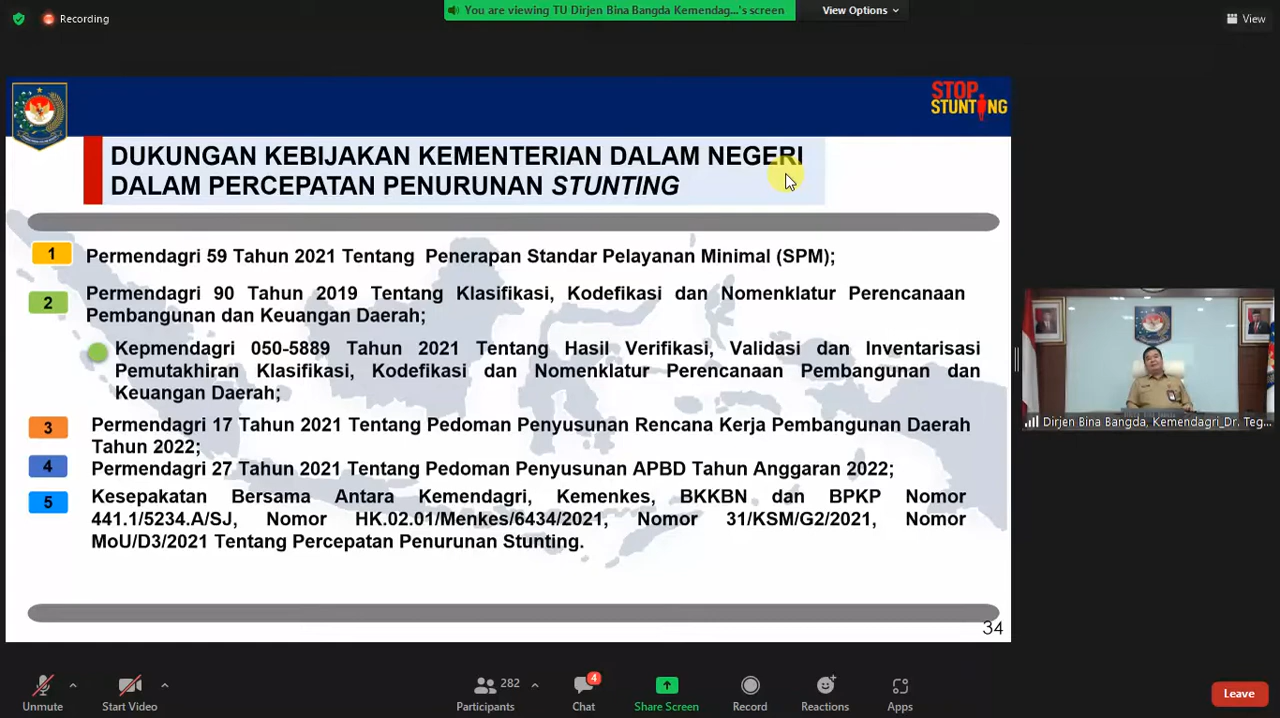 Recording
You are viewing TU Dirjen Bina Bangda Kemendag...'s screen
View Options
View
STOP
STUNTING
DUKUNGAN KEBIJAKAN KEMENTERIAN DALAM NEGERI
DALAM PERCEPATAN PENURUNAN STUNTING
1
Permendagri 59 Tahun 2021 Tentang Penerapan Standar Pelayanan Minimal (SPM);
2
Permendagri 90 Tahun 2019 Tentang Klasifikasi, Kodefikasi dan Nomenklatur Perencanaan
Pembangunan dan Keuangan Daerah;
Kepmendagri 050-5889 Tahun 2021 Tentang Hasil Verifikasi, Validasi dan Inventarisasi
Pemutakhiran Klasifikasi, Kodefikasi dan Nomenklatur Perencanaan Pembangunan dan
Keuangan Daerah;
3
Permendagri 17 Tahun 2021 Tentang Pedoman Penyusunan Rencana Kerja Pembangunan Daerah
Tahun 2022;
4
Permendagri 27 Tahun 2021 Tentang Pedoman Penyusunan APBD Tahun Anggaran 2022;
5
Kesepakatan Bersama Antara Kemendagri, Kemenkes, BKKBN dan BPKP Nomor
441.1/5234.A/SJ, Nomor HK.02.01/Menkes/6434/2021, Nomor 31/KSM/G2/2021, Nomor
MoU/D3/2021 Tentang Percepatan Penurunan Stunting.
34
Dirjen Bina Bangda, Kemendagri_Dr. Teg...
Unmute
Start Video
282
Participants
4
Chat
Share Screen
Record
Reactions
Apps
Leave